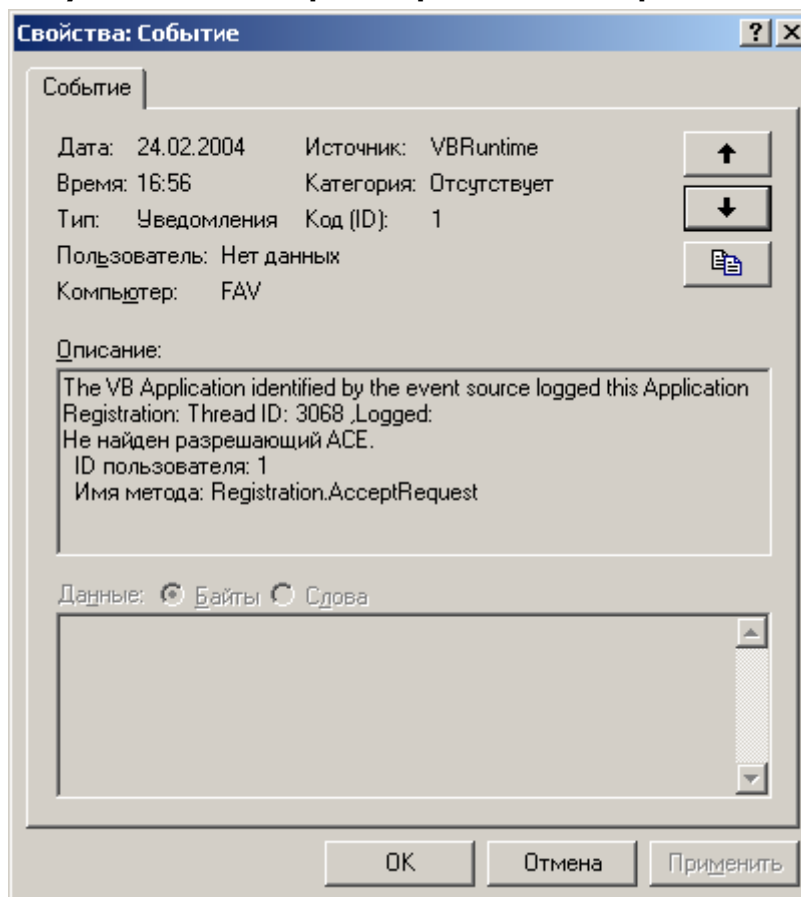 Свойства: Событие
Событие
Дата: 24.02.2004 Источник: VBRuntime
Время: 16:56 Категория: Отсутствует
Тип: Уведомления Код (ID): 1
Пользователь: Нет данных
Компьютер: FAV
Описание:
The VB Application identified by the event source logged this Application
Registration: Thread ID: 3068 ,Logged:
Не найден разрешающий ACE.
ID пользователя: 1
Имя метода: Registration.AcceptRequest
Данные: Байты Слова
OK Отмена Применить